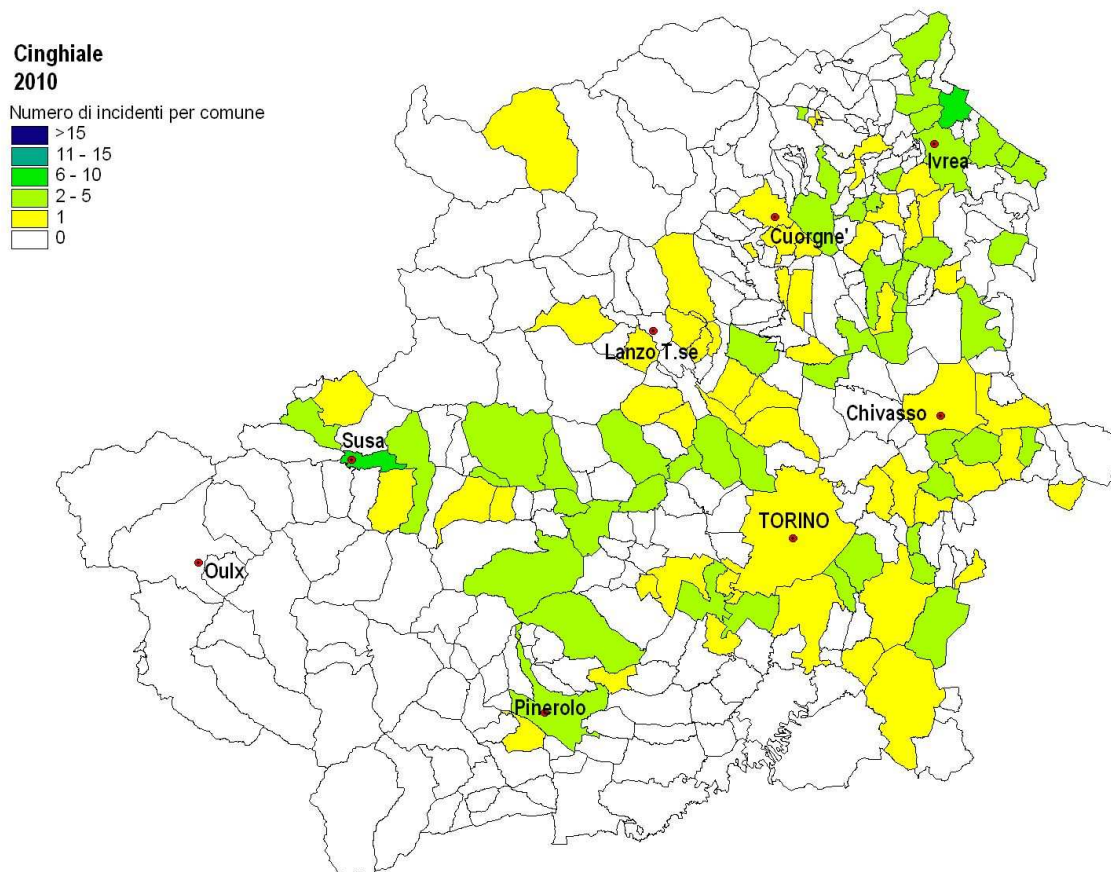 Cinghiale
2010
Numero di incidenti per comune
>15
11 - 15
6 - 10
2 - 5
1
0
Ivrea
Cuorgne'
Lanzo T.se
Chivasso
Susa
TORINO
Oulx
Pinerolo